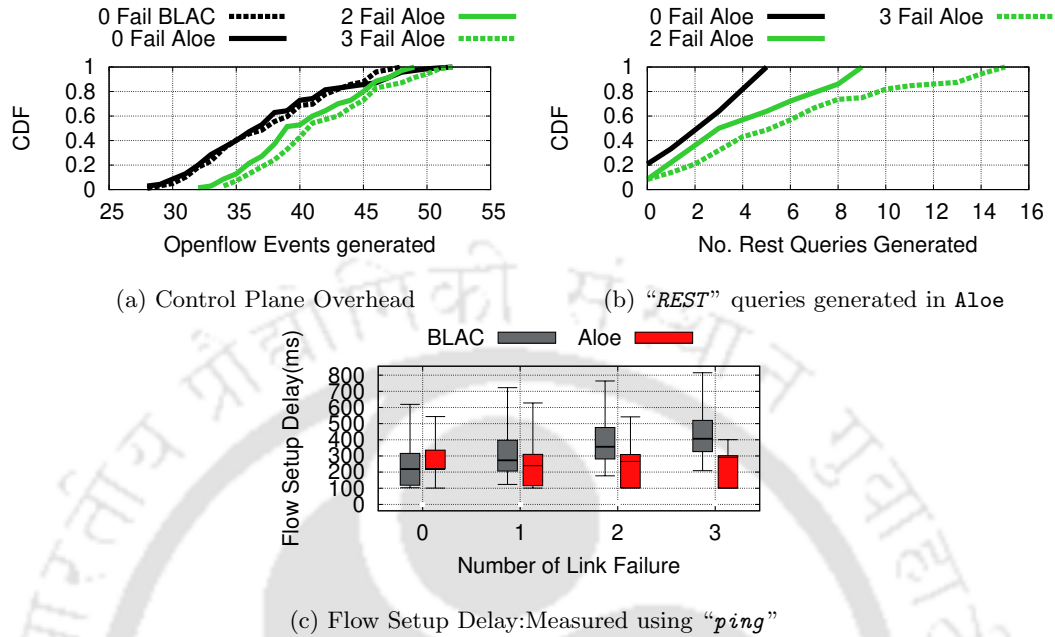 0 Fail BLAC
0 Fail Aloe
2 Fail Aloe
3 Fail Aloe
CDF
1
0.8
0.6
0.4
0.2
0
25 30 35 40 45 50 55
Openflow Events generated
(a) Control Plane Overhead
0 Fail Aloe
2 Fail Aloe
3 Fail Aloe
CDF
1
0.8
0.6
0.4
0.2
0
0 2 4 6 8 10 12 14 16
No. Rest Queries Generated
(b) “REST” queries generated in Aloe
BLAC Aloe
Flow Setup Delay(ms)
800
700
600
500
400
300
200
100
0
0 1 2 3
Number of Link Failure
(c) Flow Setup Delay:Measured using “ping”